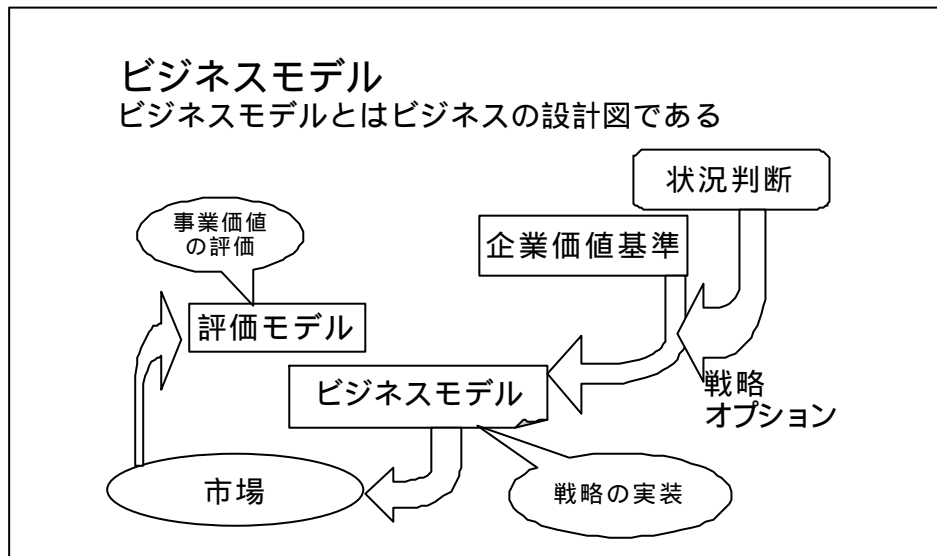 ビジネスモデル
ビジネスモデルとはビジネスの設計図である
状況判断
事業価値
の評価
企業価値基準
評価モデル
ビジネスモデル
戦略
オプション
市場
戦略の実装